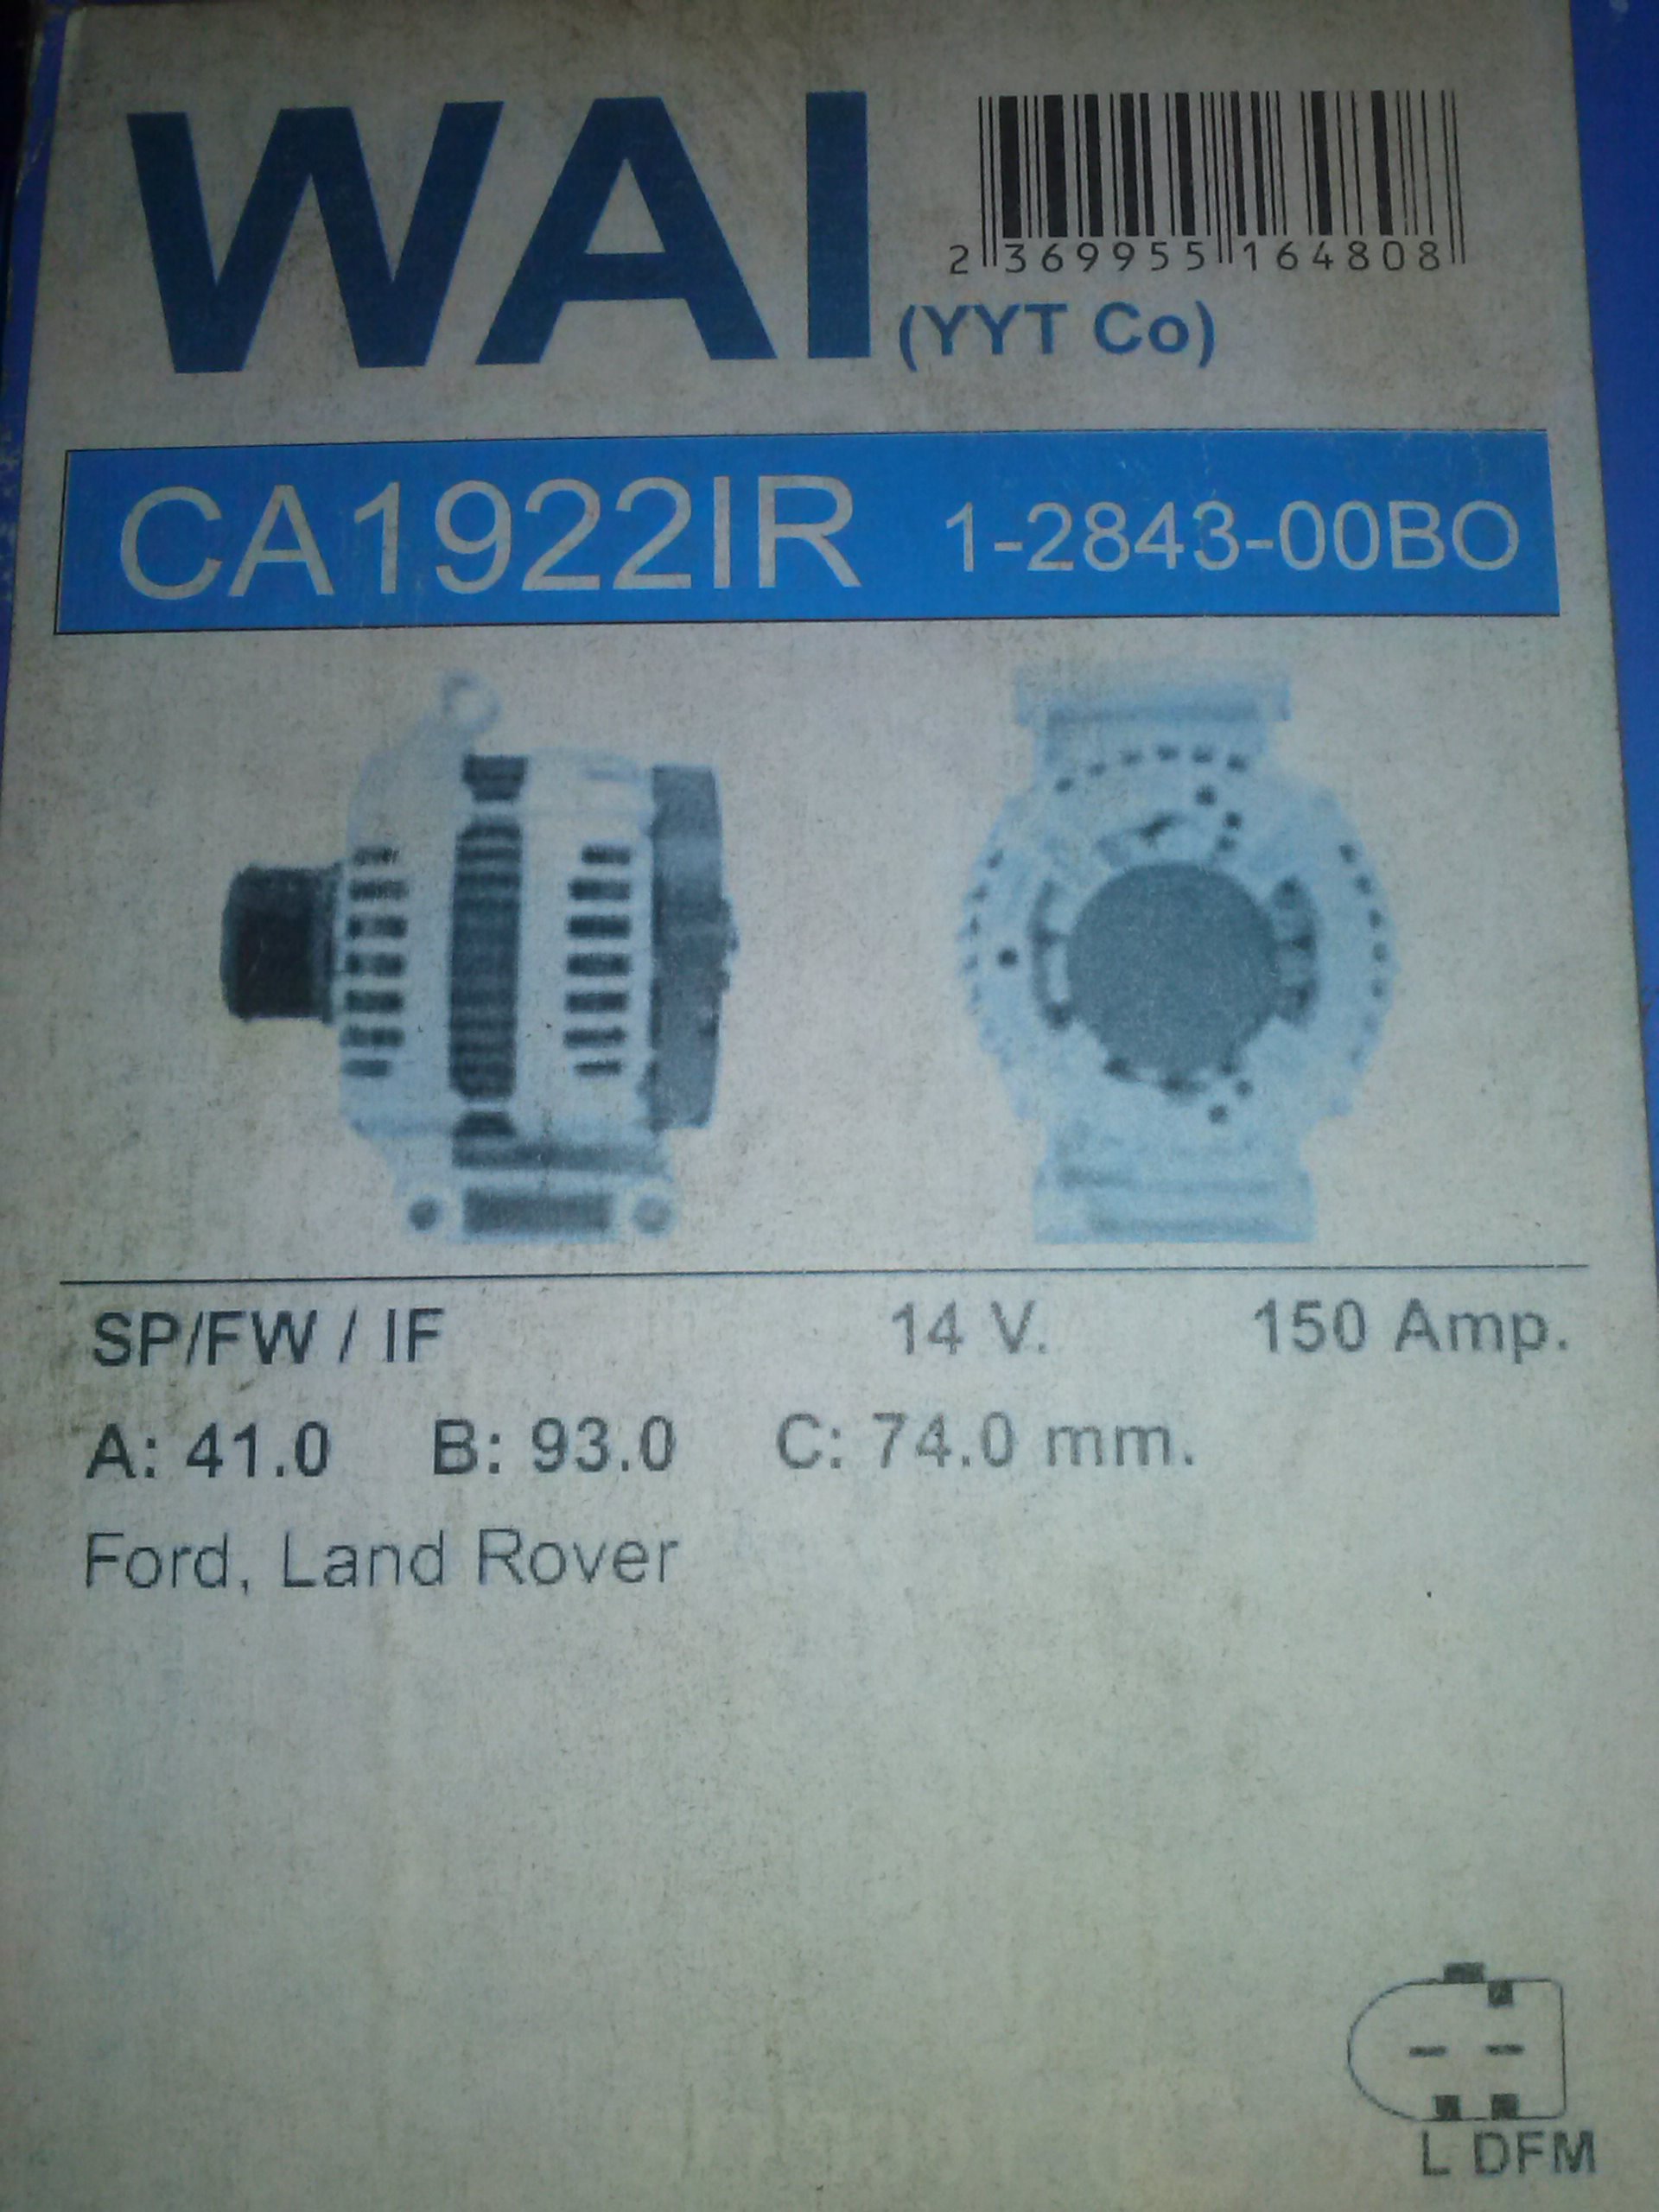 WAI
2 369955 164808
(YYT Co)
CA1922IR 1-2843-00BO
SP/FW / IF 14 V. 150 Amp.
A: 41.0 B: 93.0 C: 74.0 mm.
Ford, Land Rover
L DFM